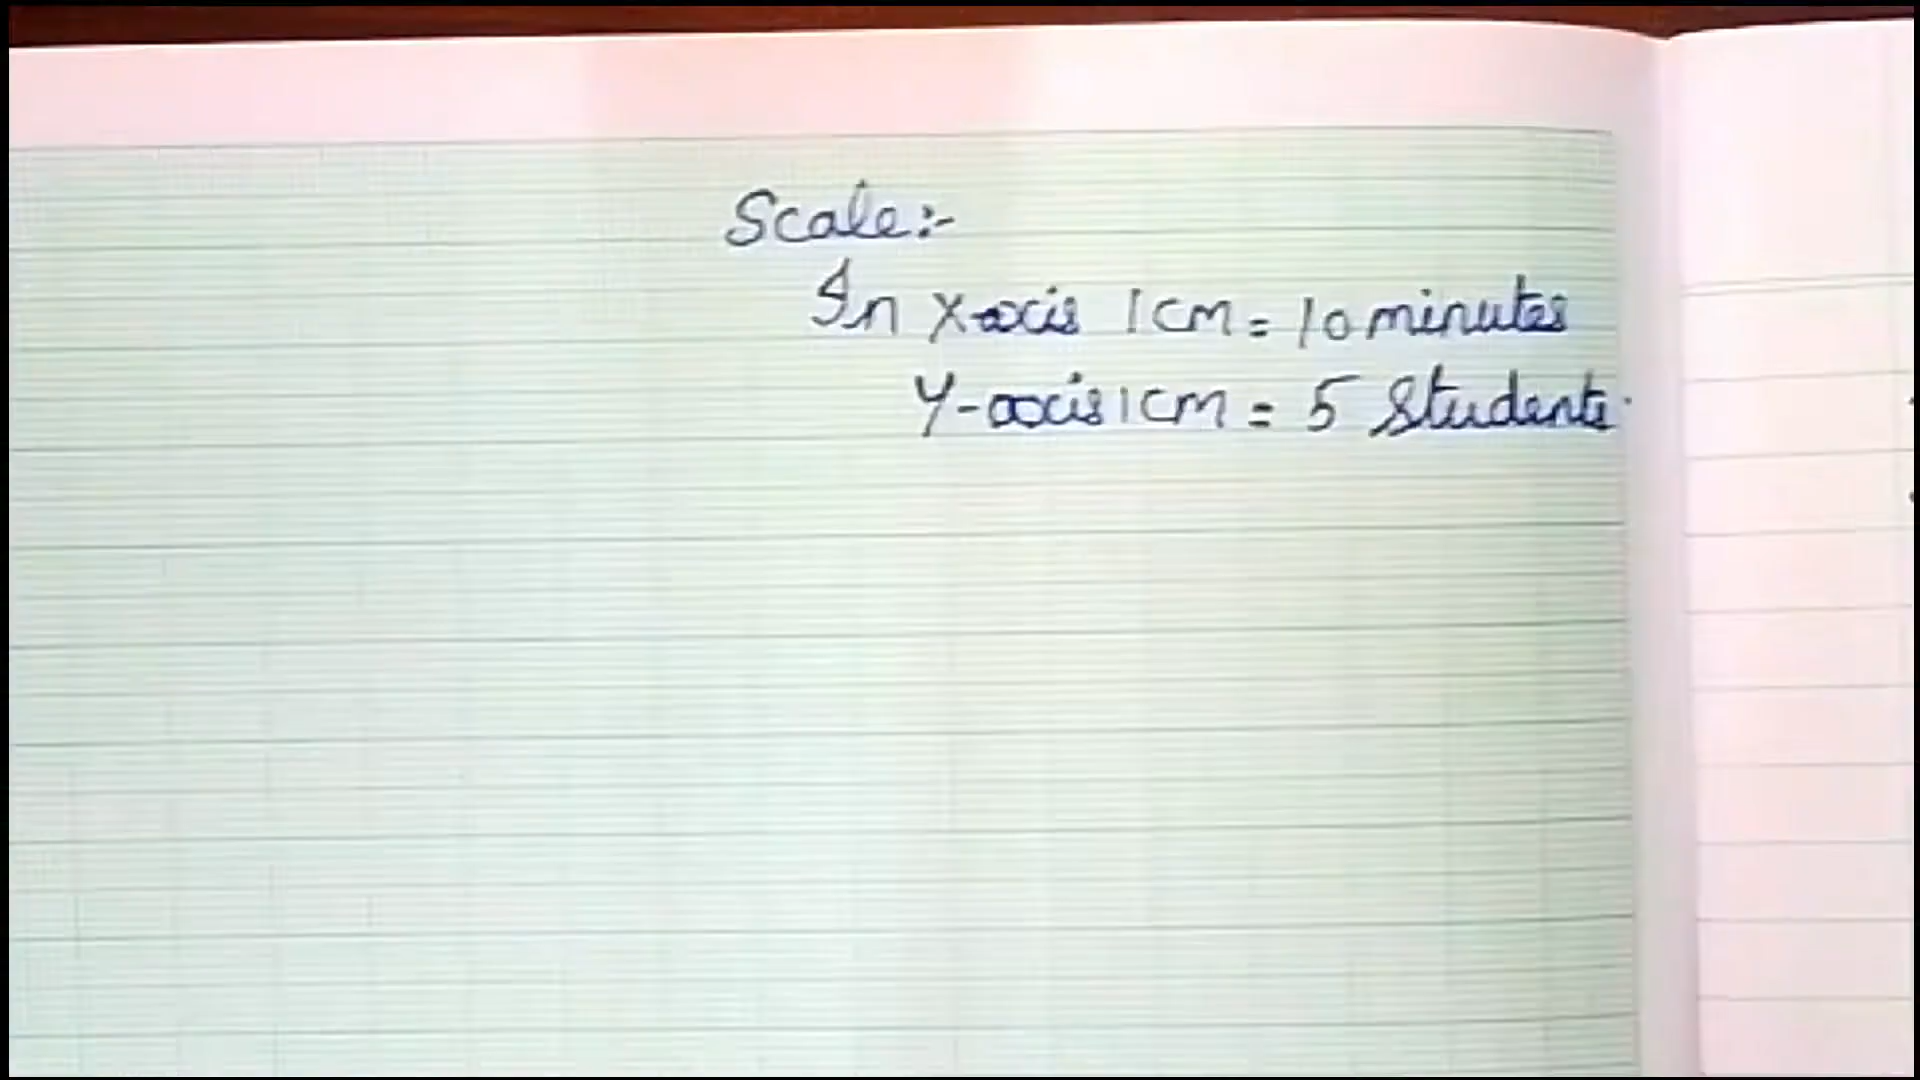 Scale:-
In X-axis 1cm = 10 minutes
Y-axis 1cm = 5 Students